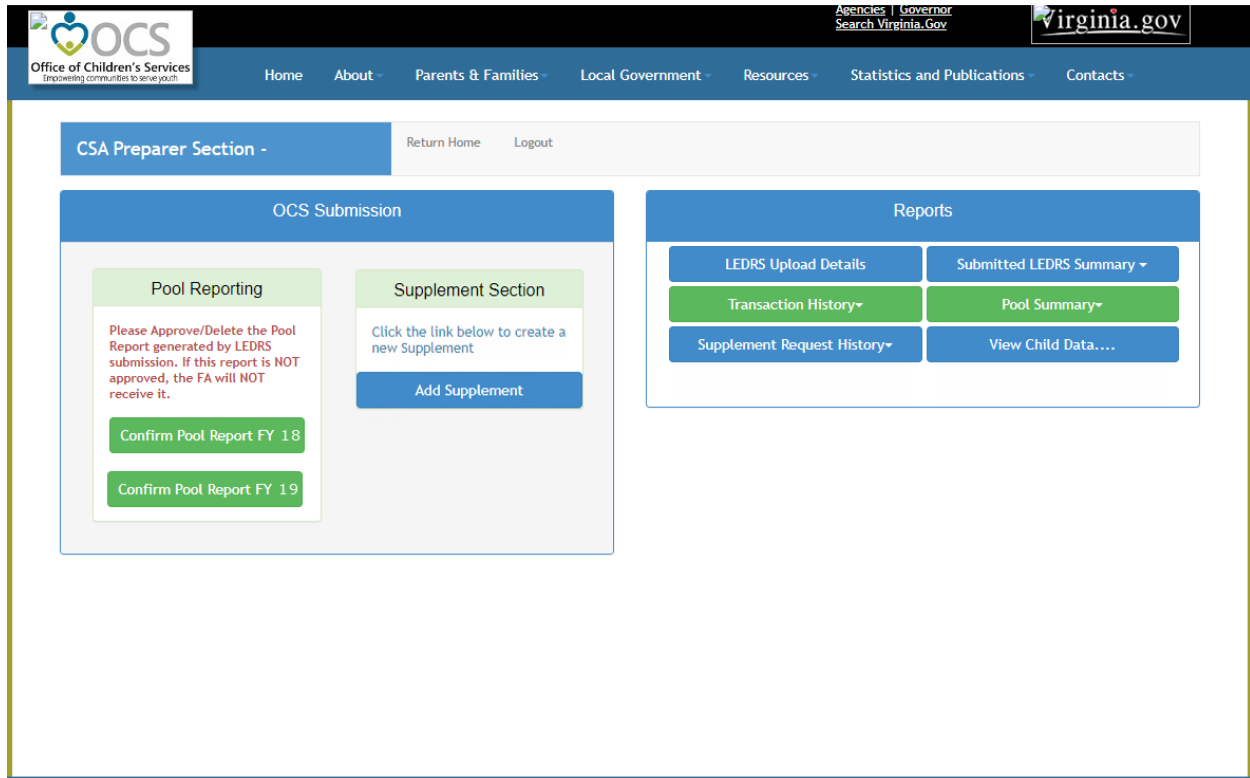 Agencies | Governor
Search Virginia.Gov
Virginia.gov
OCS
Office of Children's Services
Empowering communities to serve youth
Home About Parents & Families Local Government Resources Statistics and Publications Contacts
CSA Preparer Section -
Return Home Logout
OCS Submission
Pool Reporting
Please Approve/Delete the Pool
Report generated by LEDRS
submission. If this report is NOT
approved, the FA will NOT
receive it.
Confirm Pool Report FY 18
Confirm Pool Report FY 19
Supplement Section
Click the link below to create a
new Supplement
Add Supplement
Reports
LEDRS Upload Details
Submitted LEDRS Summary
Transaction History
Pool Summary
Supplement Request History
View Child Data....